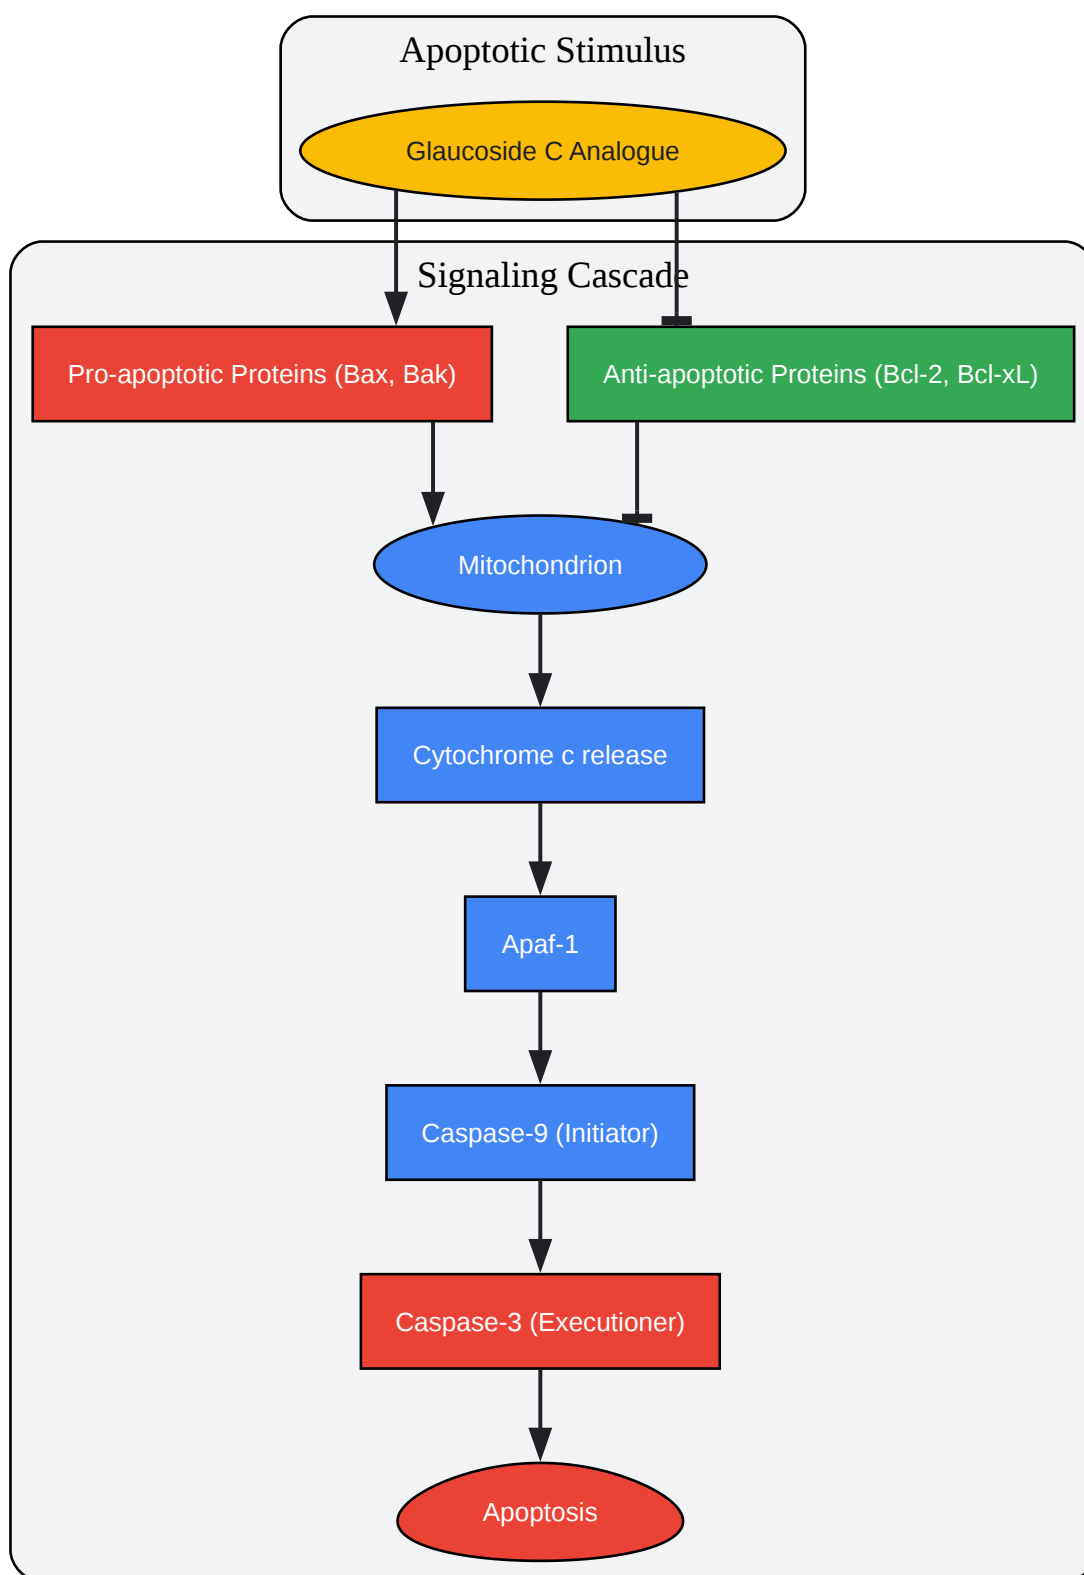 Apoptotic Stimulus
Glaucoside C Analogue
Signaling Cascade
Pro-apoptotic Proteins (Bax, Bak)
Anti-apoptotic Proteins (Bcl-2, Bcl-xL)
Mitochondrion
Cytochrome c release
Apaf-1
Caspase-9 (Initiator)
Caspase-3 (Executioner)
Apoptosis